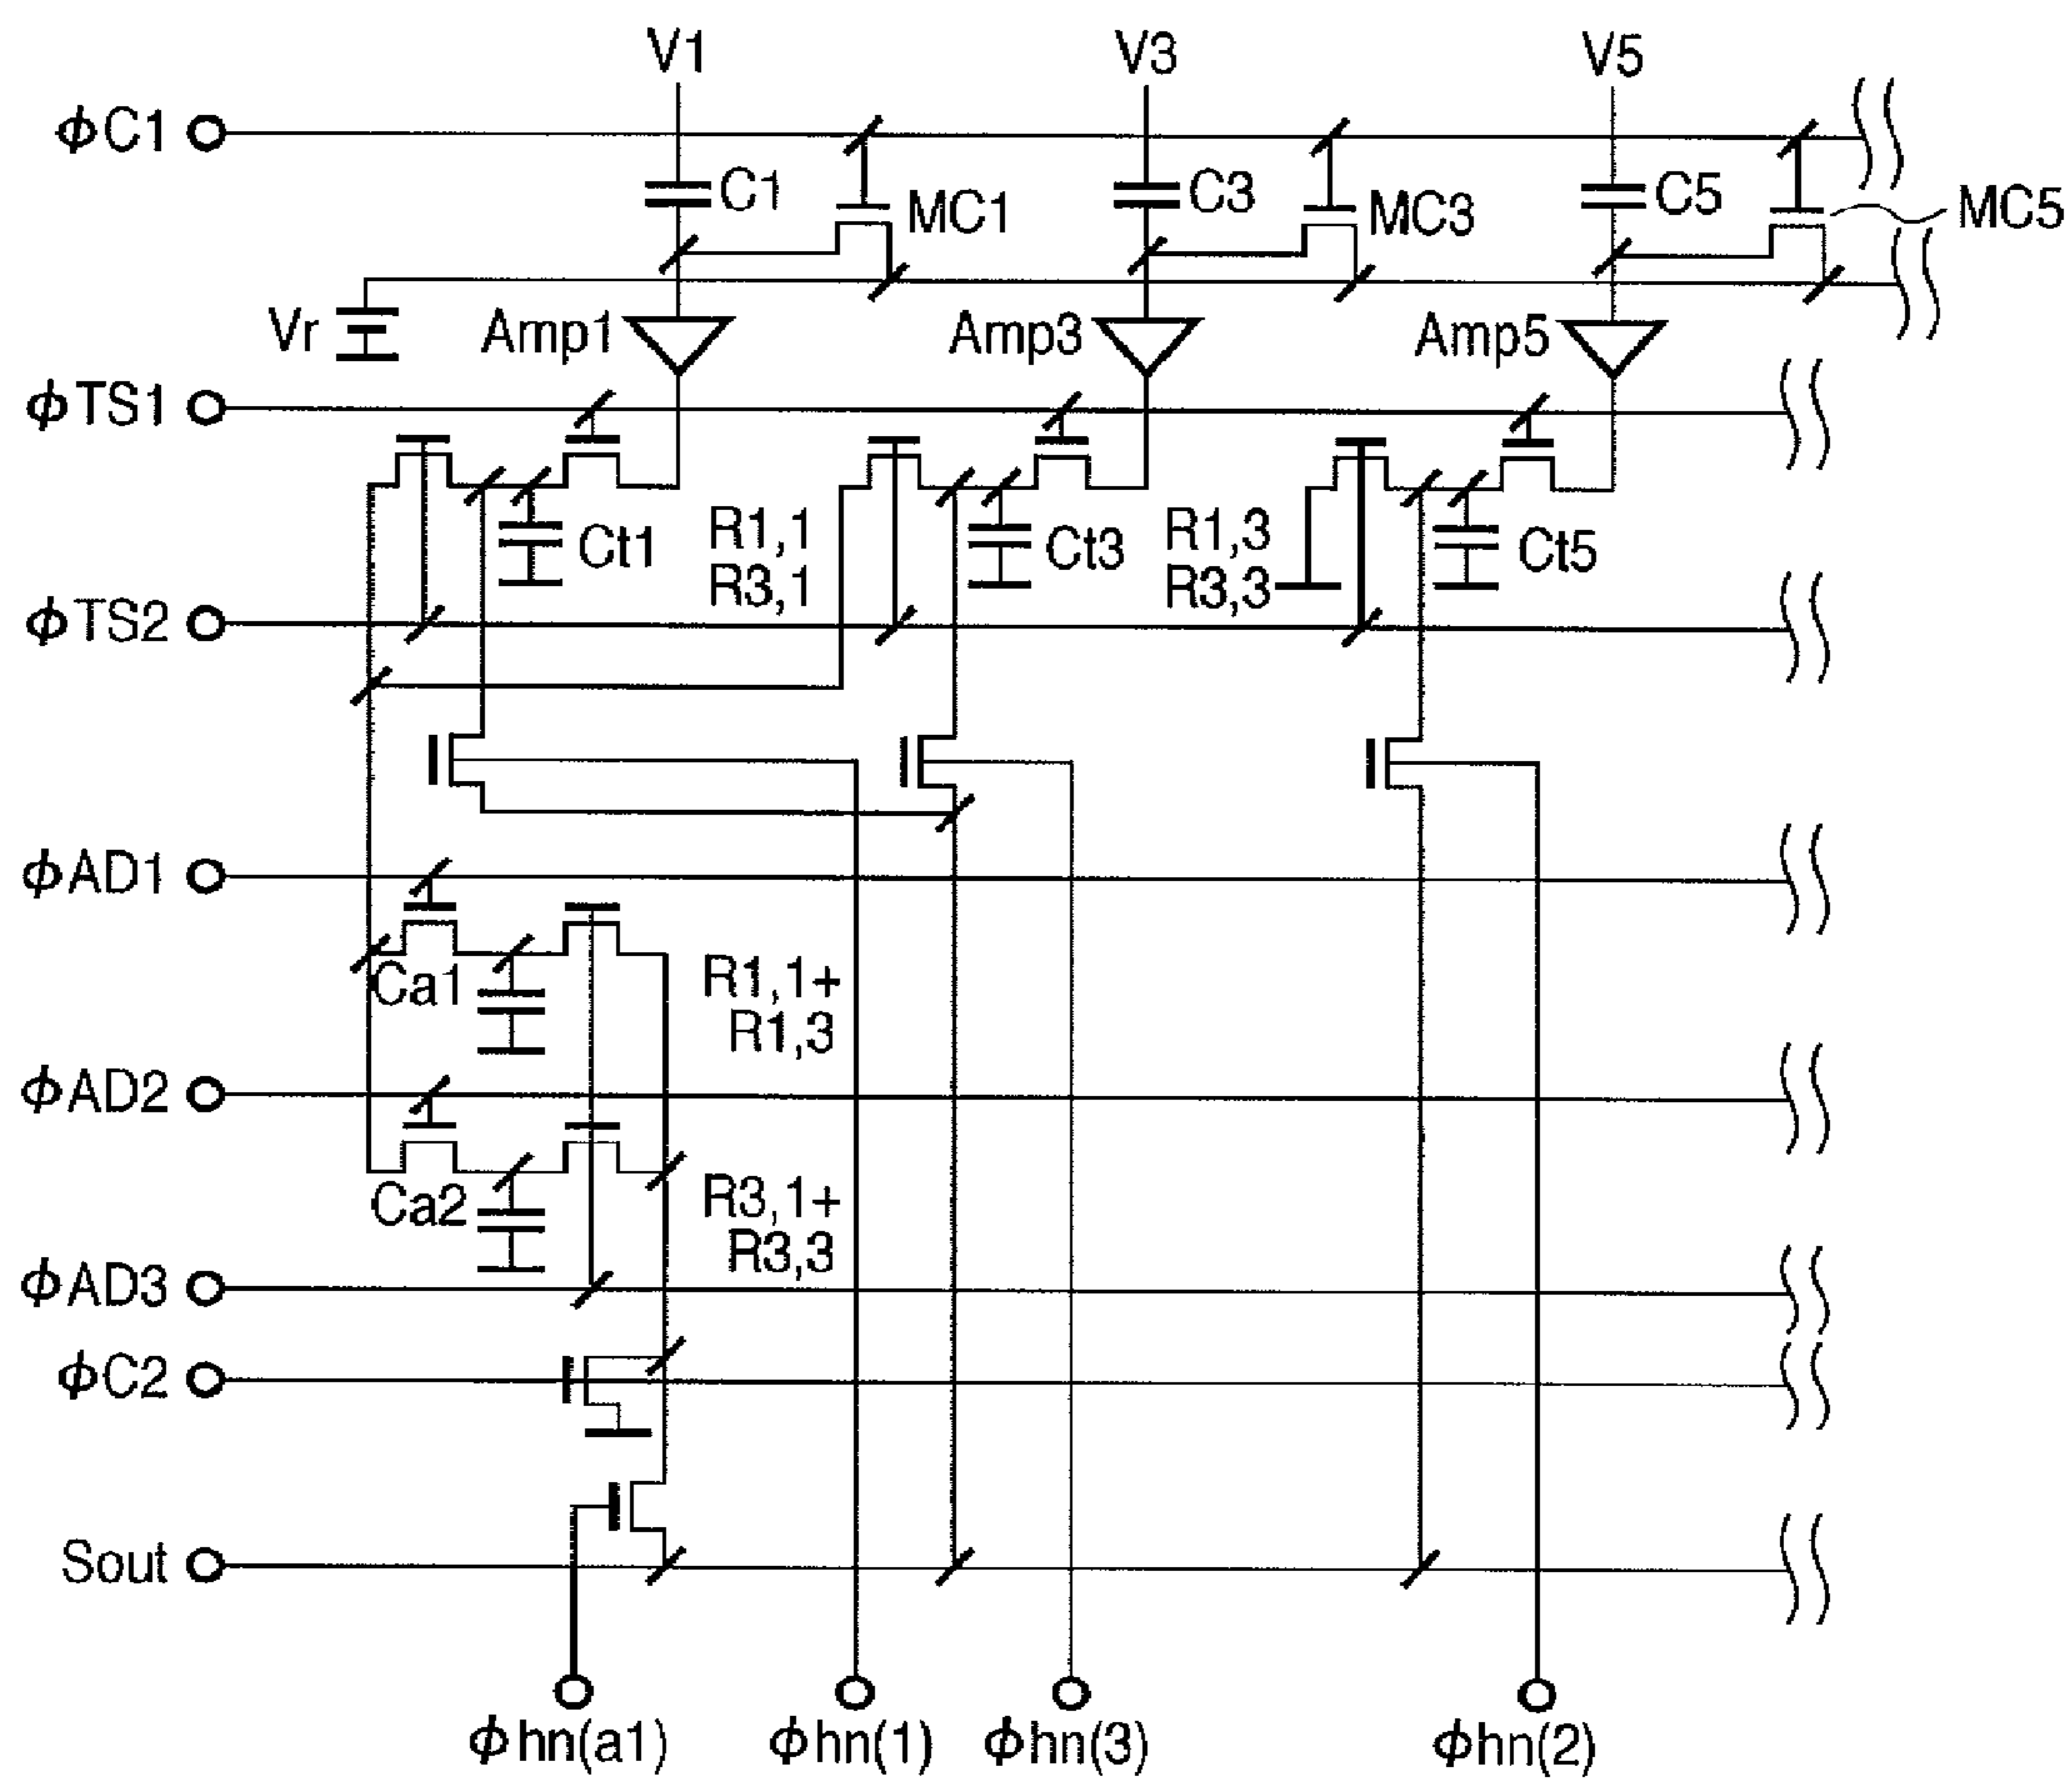 V1 V3 V5
ϕC1
C1 MC1 C3 MC3 C5 MC5
Vr Amp1 Amp3 Amp5
ϕTS1
Ct1 R1,1 Ct3 R1,3 Ct5
R3,1 R3,3
ϕTS2
ϕAD1
Ca1 R1,1+
R1,3
ϕAD2
Ca2 R3,1+
R3,3
ϕAD3
ϕC2
Sout
ϕhn(a1) ϕhn(1) ϕhn(3) ϕhn(2)